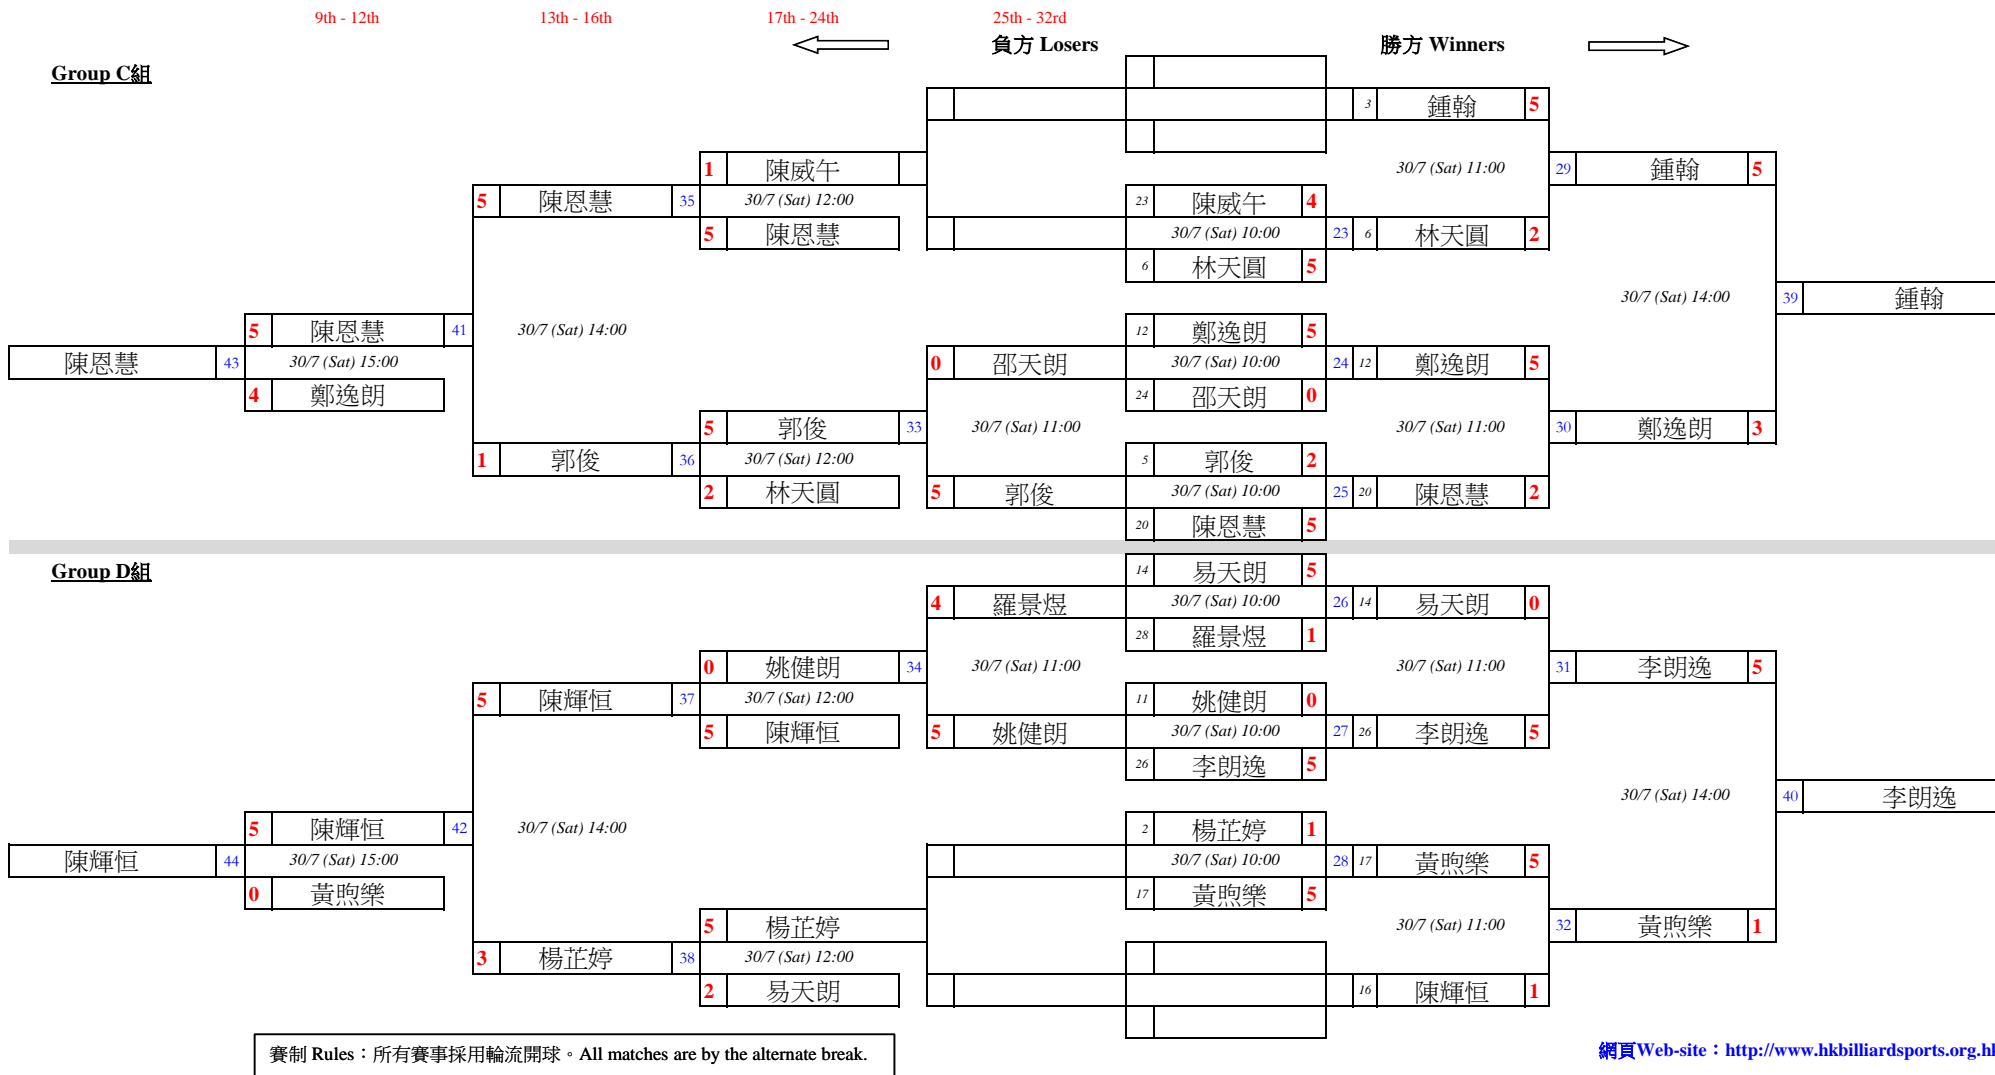 9th - 12th 13th - 16th 17th - 24th 25th - 32rd
負方 Losers 勝方 Winners
Group C組
3 鍾翰 5
1 陳威午 30/7 (Sat) 11:00 29 鍾翰 5
5 陳恩慧 35 30/7 (Sat) 12:00 23 陳威午 4
5 陳恩慧 30/7 (Sat) 10:00 23 6 林天圓 2
6 林天圓 5
30/7 (Sat) 14:00 39 鍾翰
5 陳恩慧 41 30/7 (Sat) 14:00 12 鄭逸朗 5
陳恩慧 43 30/7 (Sat) 15:00 0 邵天朗 30/7 (Sat) 10:00 24 12 鄭逸朗 5
4 鄭逸朗 24 邵天朗 0
5 郭俊 33 30/7 (Sat) 11:00 30/7 (Sat) 11:00 30 鄭逸朗 3
1 郭俊 36 30/7 (Sat) 12:00 5 郭俊 2
2 林天圓 5 郭俊 30/7 (Sat) 10:00 25 20 陳恩慧 2
20 陳恩慧 5
Group D組 14 易天朗 5
4 羅景煜 30/7 (Sat) 10:00 26 14 易天朗 0
28 羅景煜 1
0 姚健朗 34 30/7 (Sat) 11:00 30/7 (Sat) 11:00 31 李朗逸 5
5 陳輝恒 37 30/7 (Sat) 12:00 11 姚健朗 0
5 陳輝恒 5 姚健朗 30/7 (Sat) 10:00 27 26 李朗逸 5
26 李朗逸 5
30/7 (Sat) 14:00 40 李朗逸
5 陳輝恒 42 30/7 (Sat) 14:00 2 楊芷婷 1
陳輝恒 44 30/7 (Sat) 15:00 30/7 (Sat) 10:00 28 17 黃煦樂 5
0 黃煦樂 17 黃煦樂 5
5 楊芷婷 30/7 (Sat) 11:00 32 黃煦樂 1
3 楊芷婷 38 30/7 (Sat) 12:00
2 易天朗 16 陳輝恒 1
賽制 Rules：所有賽事採用輪流開球。All matches are by the alternate break.
網頁Web-site：http://www.hkbilliardsports.org.hk